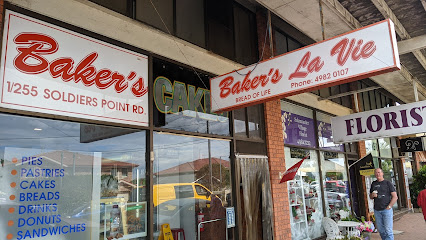 Baker's
1/255 SOLDIERS POINT RD
CAKE
Baker's La Vie
BREAD OF LIFE
Phone: 4982 0107
FLORIST
PIES
PASTRIES
CAKES
BREADS
DRINKS
DONUTS
SANDWICHES